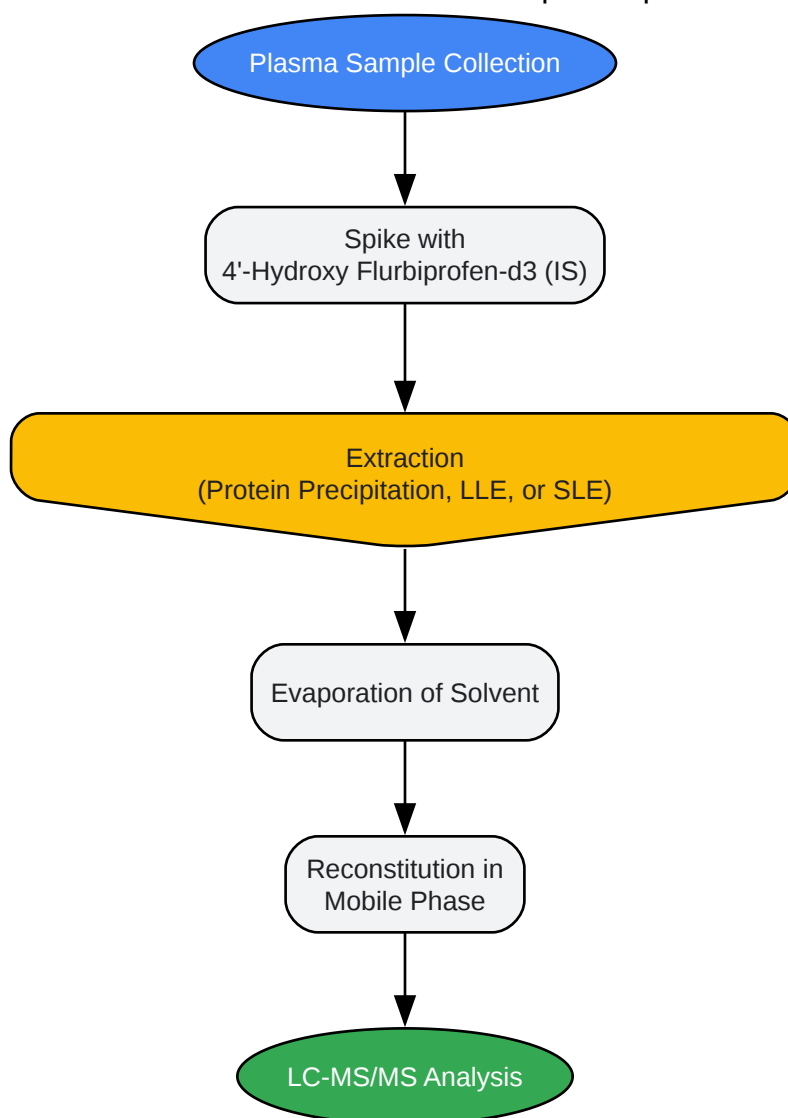 Plasma Sample Collection
Spike with
4'-Hydroxy Flurbiprofen-d3 (IS)
Extraction
(Protein Precipitation, LLE, or SLE)
Evaporation of Solvent
Reconstitution in
Mobile Phase
LC-MS/MS Analysis